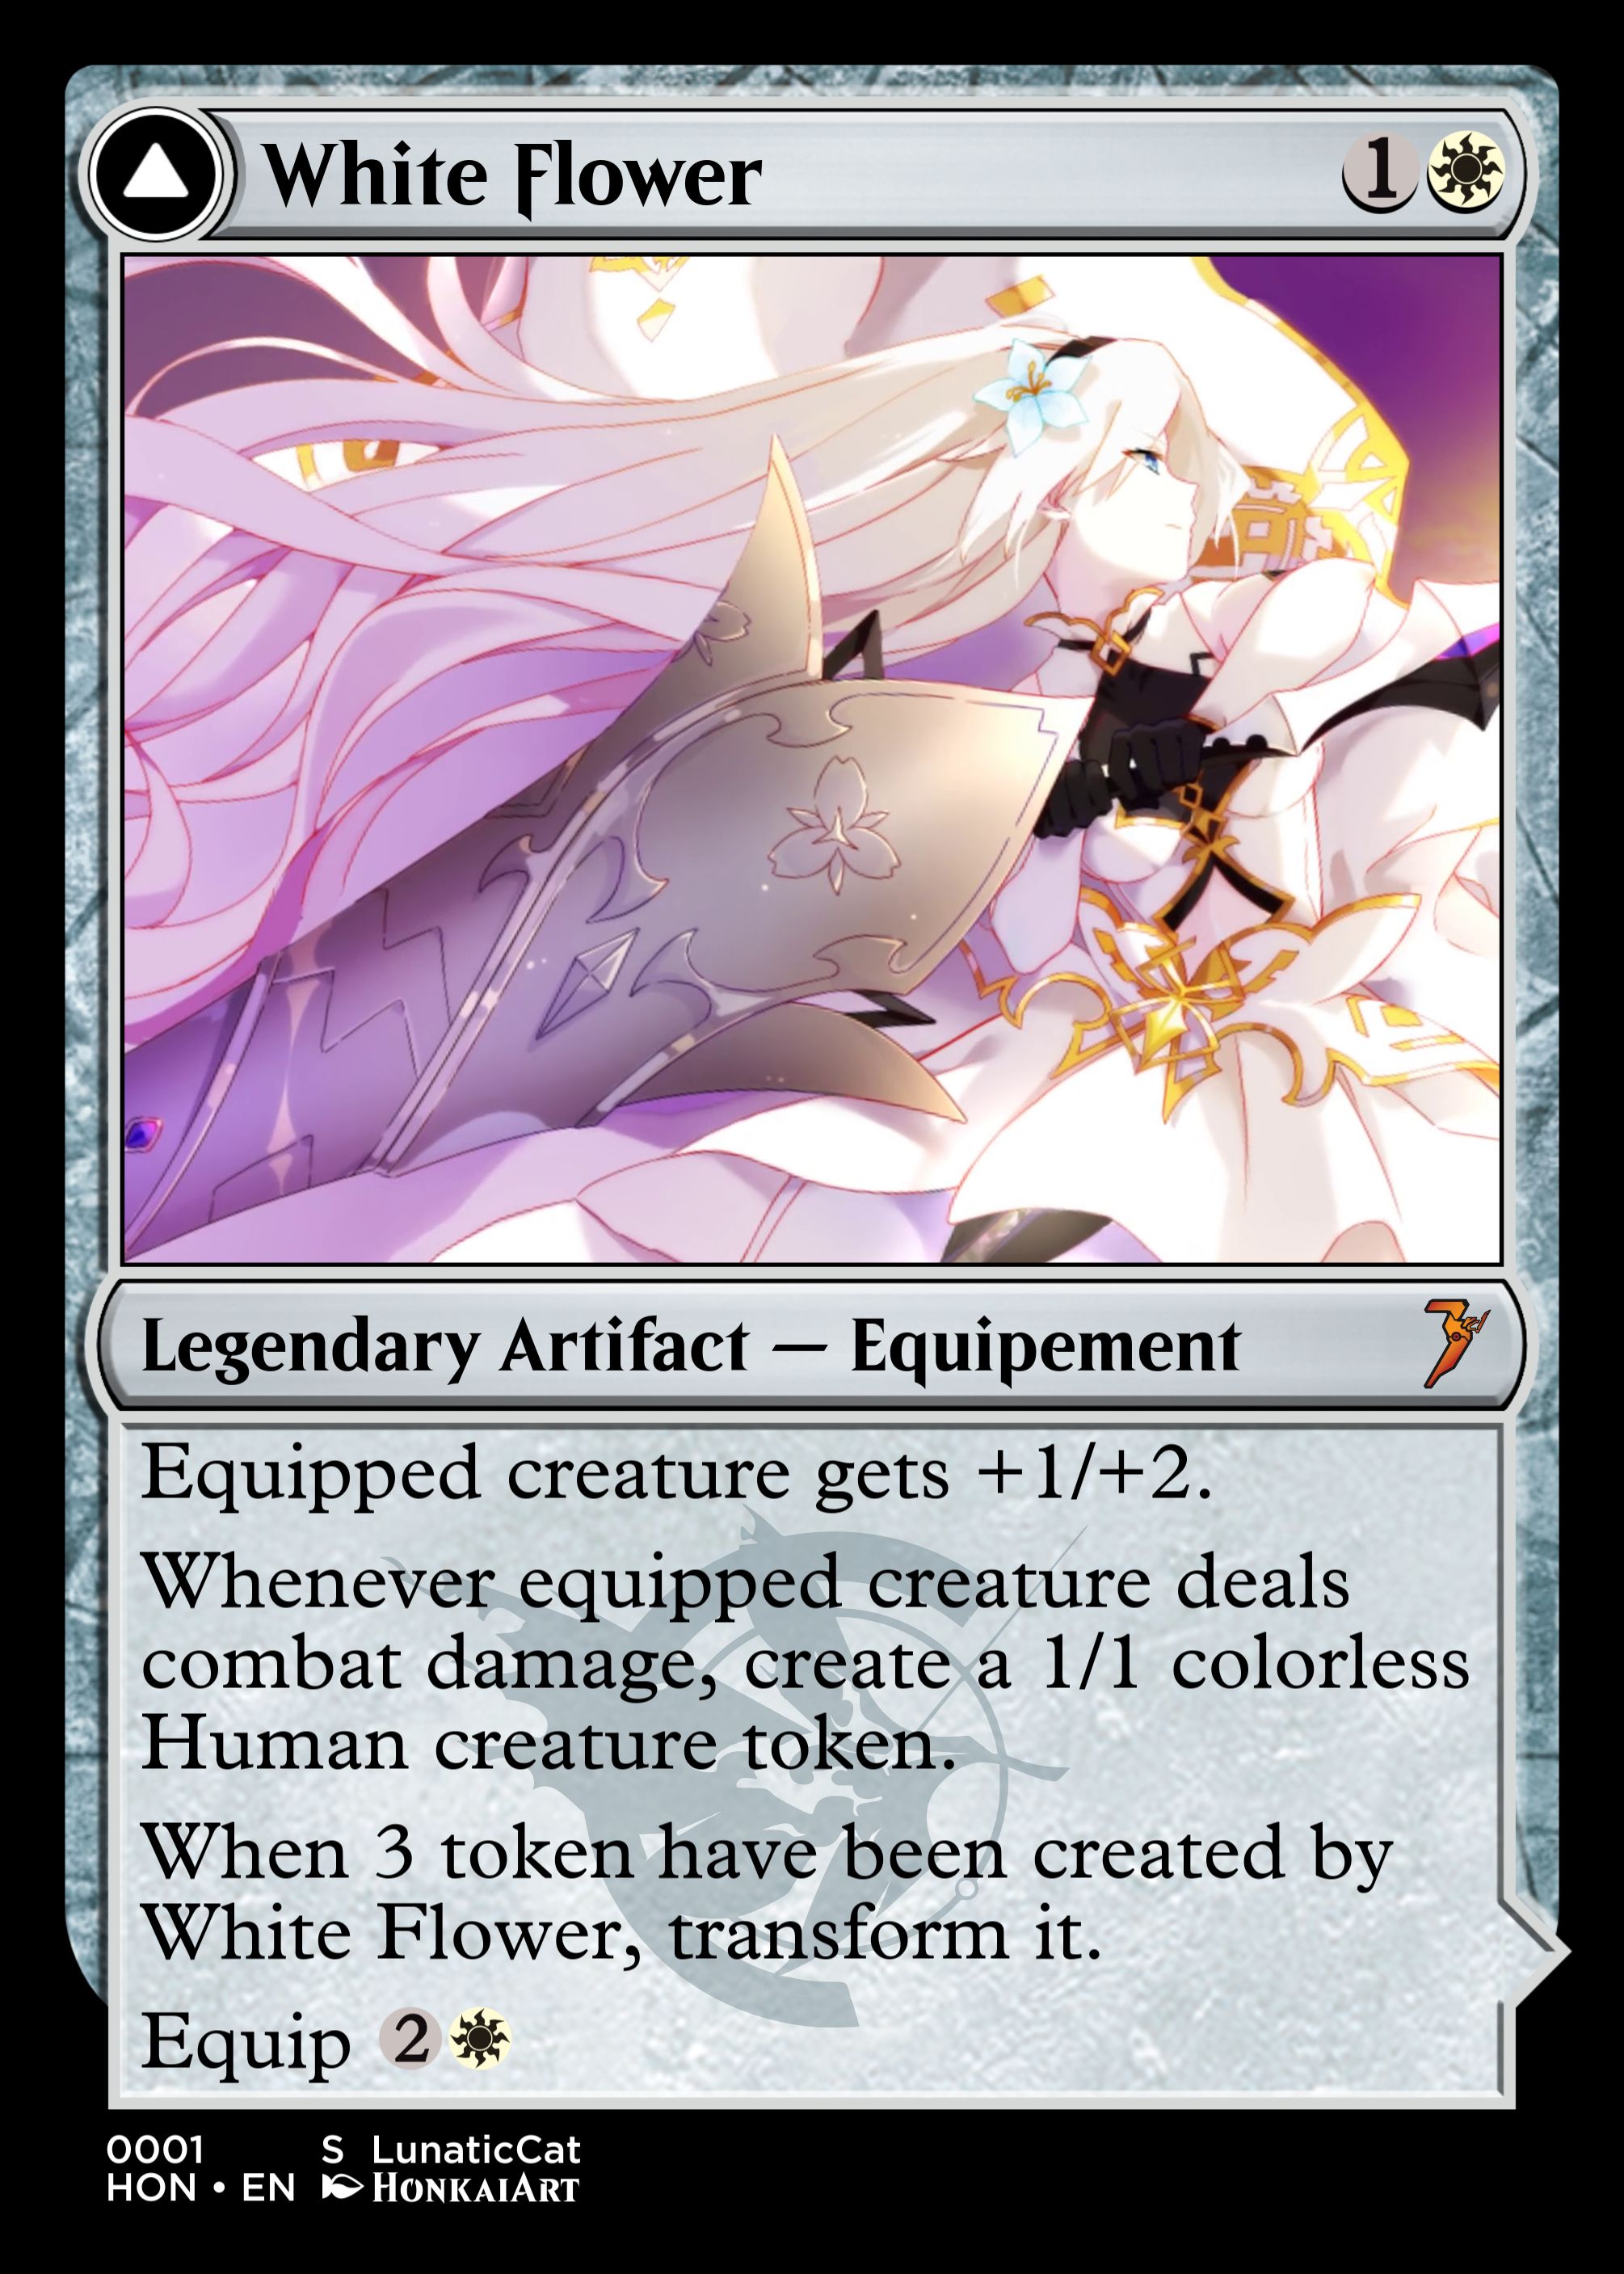 White Flower 1
Legendary Artifact — Equipement
Equipped creature gets +1/+2.
Whenever equipped creature deals
combat damage, create a 1/1 colorless
Human creature token.
When 3 token have been created by
White Flower, transform it.
Equip 2
0001 S LunaticCat
HON • EN HonkaiArt